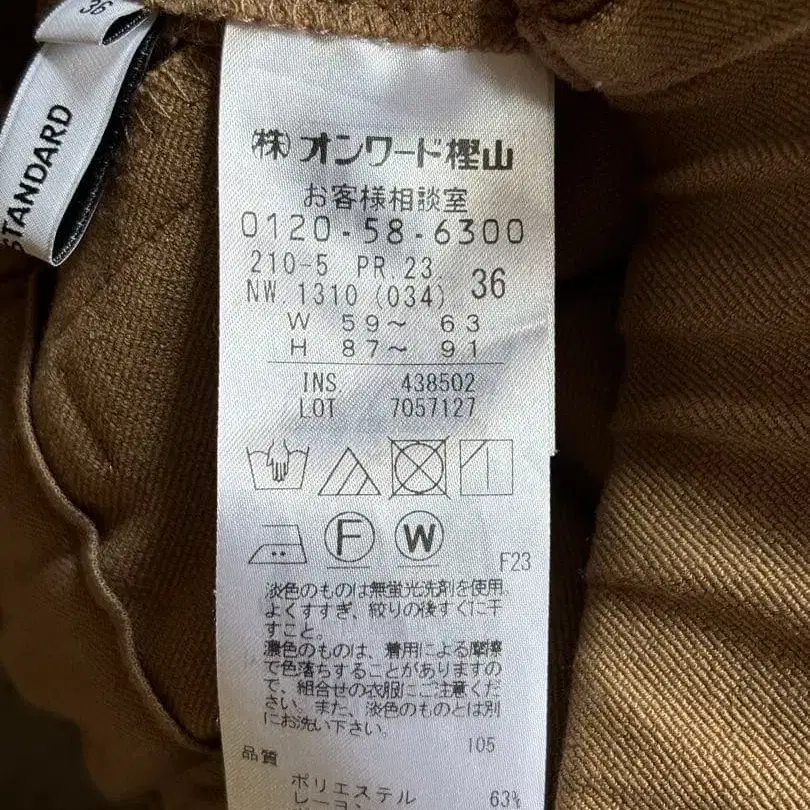 36
STANDARD
(株)オンワード樫山
お客様相談室
0120-58-6300
210-5 PR.23.
NW.1310 (034) 36
W 59〜 63
H 87〜 91
INS. 438502
LOT 7057127
F W
F23
淡色のものは無蛍光洗剤を使用。
よくすすぎ、絞りの後すぐに干
すこと。
濃色のものは、着用による摩擦
で色落ちすることがありますの
で、組合せの衣服にご注意くだ
さい。また、淡色のものとは別
にお洗い下さい。
105
品質
ポリエステル 63%
レーヨン